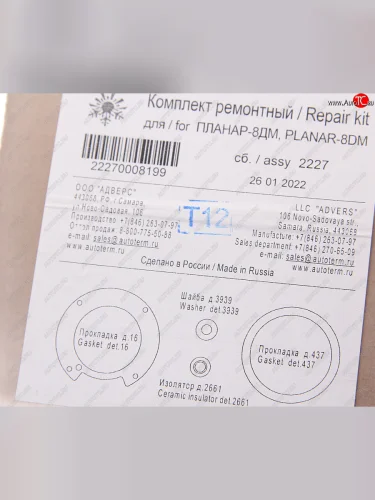 Комплект ремонтный / Repair kit
для / for ПЛАНАР-8ДМ, PLANAR-8DM
сб. / assy 2227
26 01 2022
22270008199
ООО "АДВЕРС"
443068, РФ, г. Самара,
ул.Ново-Садовая, 106
Производство +7(846)263-07-97
Отдел продаж 8-800-775-50-88
e-mail: sales@autoterm.ru
www.autoterm.ru
T12
LLC "ADVERS"
106 Novo-Sadovaya str.
Samara, Russia, 443068
Manufacture: +7(846)263-07-97
Sales department: +7(846)270-65-09
e-mail: sales@autoterm.ru
www.autoterm.ru
Сделано в России / Made in Russia
Шайба д.3939
Washer det.3939
Прокладка д.16
Gasket det.16
Прокладка д.437
Gasket det.437
Изолятор д.2661
Ceramic insulator det.2661